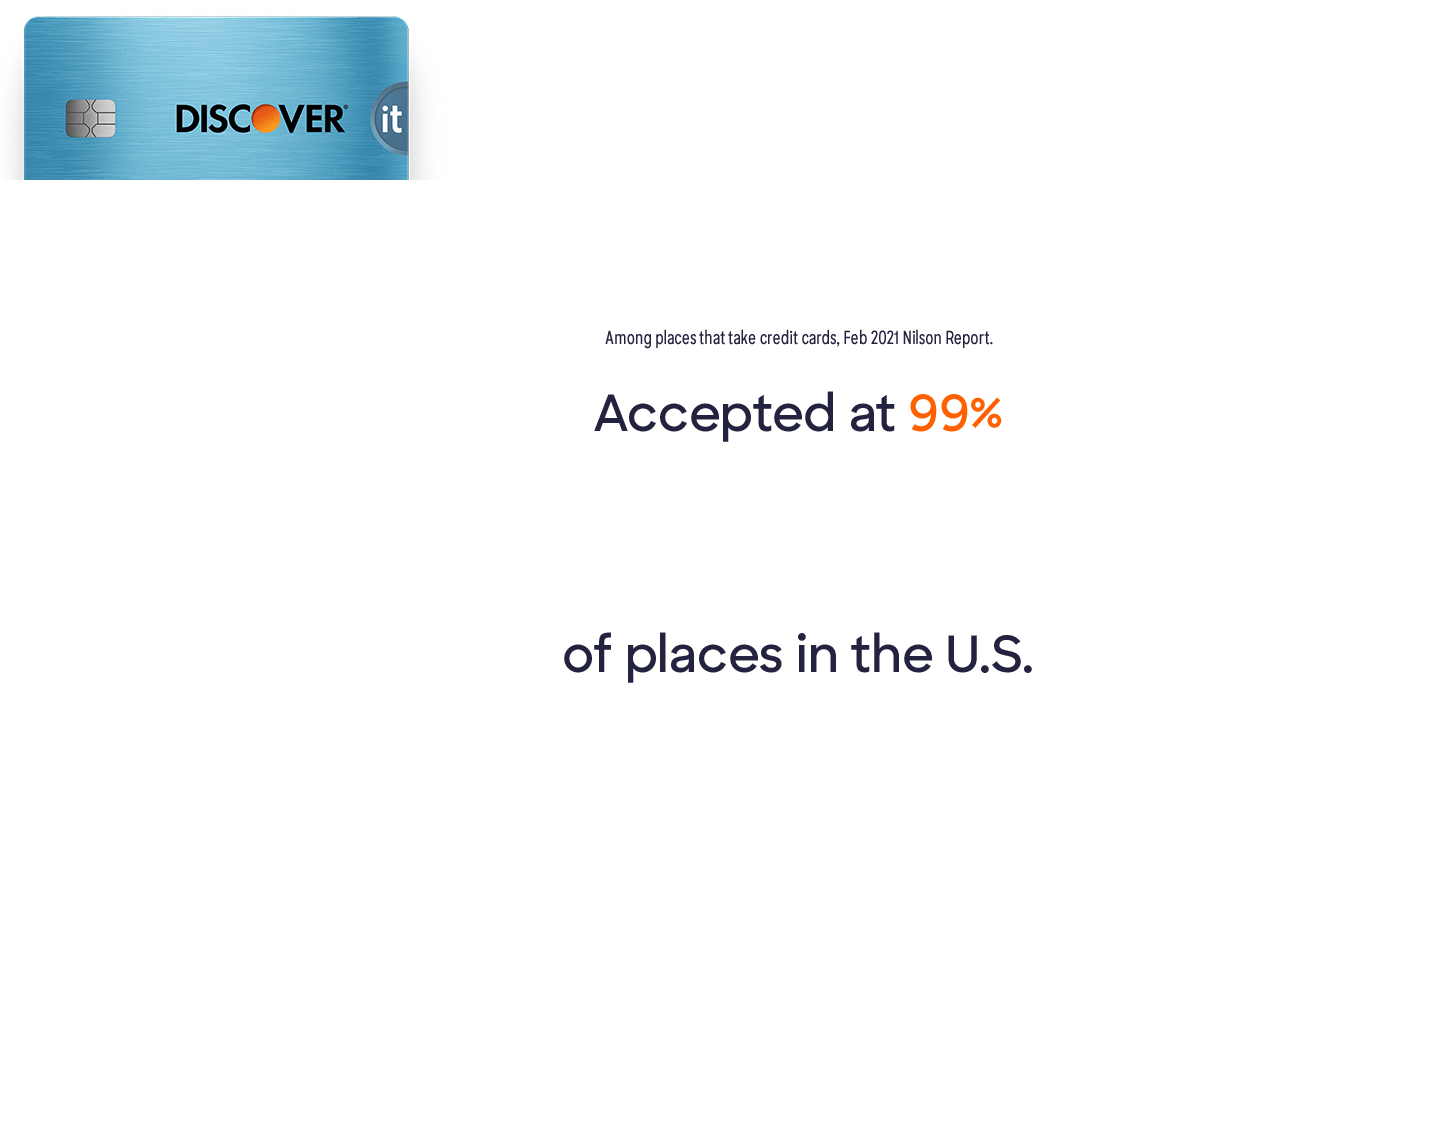 DISCOVER® it
Among places that take credit cards, Feb 2021 Nilson Report.
Accepted at 99%
of places in the U.S.